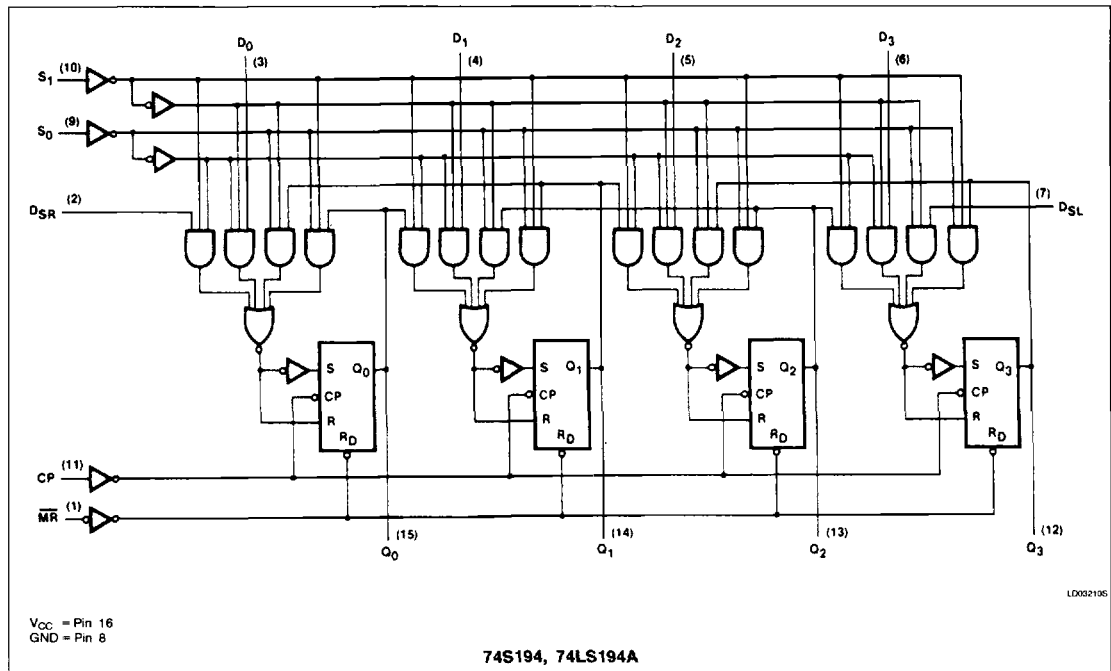 D0 D1 D2 D3
S1 (10) (3) (4) (5) (6)
S0 (9)
DSR (2) (7) DSL
S Q0 S Q1 S Q2 S Q3
CP CP CP CP
R R R R
RD RD RD RD
CP (11)
MR (1)
(15) (14) (13) (12)
Q0 Q1 Q2 Q3
LD03210S
VCC = Pin 16
GND = Pin 8
74S194, 74LS194A